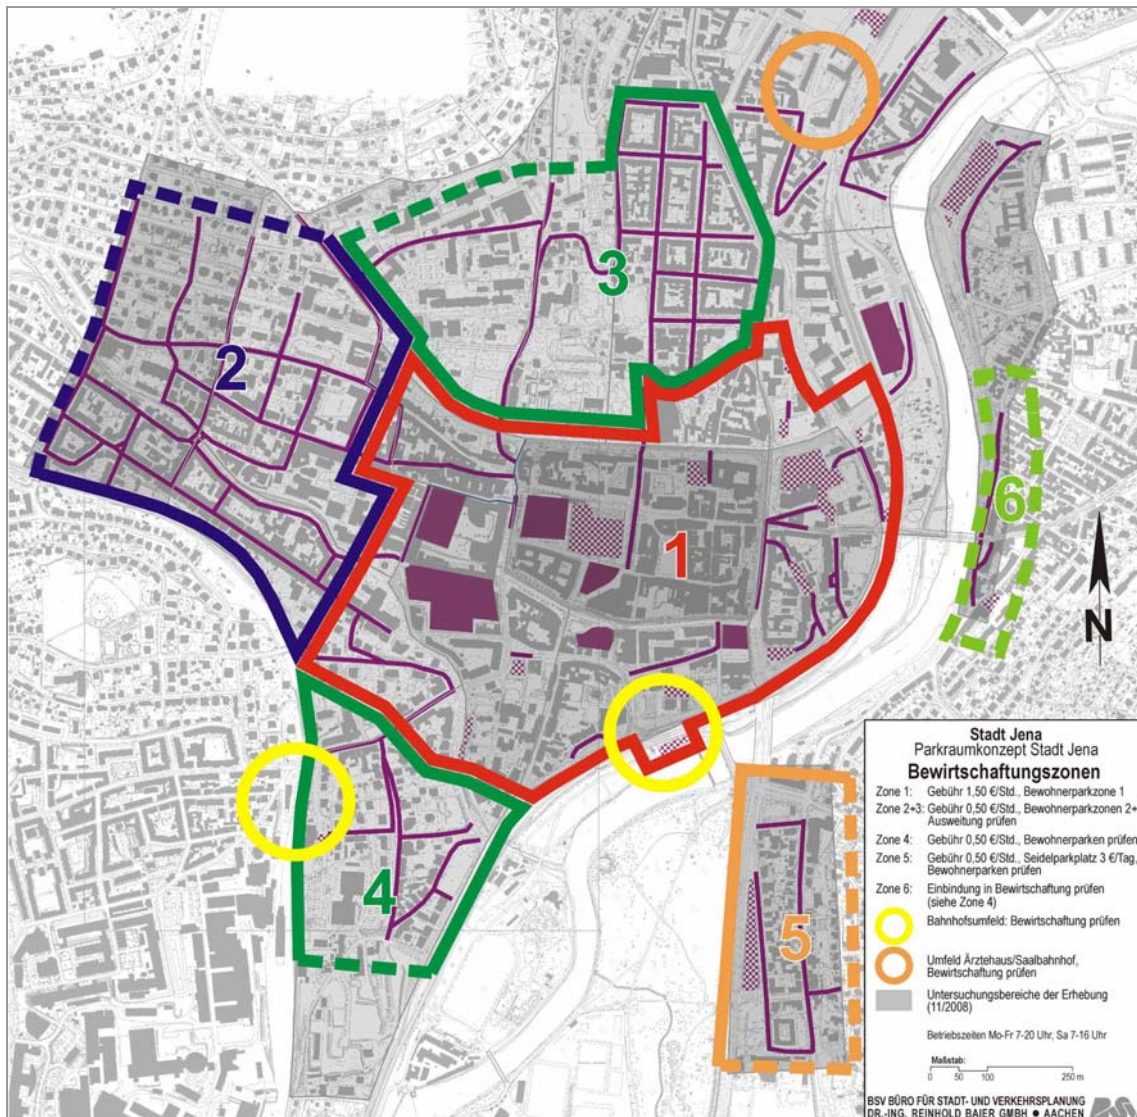 3
2
1
6
N
4
5
Stadt Jena
Parkraumkonzept Stadt Jena
Bewirtschaftungszonen
Zone 1: Gebühr 1,50 €/Std., Bewohnerparkzone 1
Zone 2+3: Gebühr 0,50 €/Std., Bewohnerparkzonen 2+
Ausweitung prüfen
Zone 4: Gebühr 0,50 €/Std., Bewohnerparken prüfen
Zone 5: Gebühr 0,50 €/Std., Seidelparkplatz 3 €/Tag,
Bewohnerparken prüfen
Zone 6: Einbindung in Bewirtschaftung prüfen
(siehe Zone 4)
Bahnhofsumfeld: Bewirtschaftung prüfen
Umfeld Ärztehaus/Saalbahnhof,
Bewirtschaftung prüfen
Untersuchungsbereiche der Erhebung
(11/2008)
Betriebszeiten Mo-Fr 7-20 Uhr, Sa 7-16 Uhr
Maßstab:
0 50 100 250 m
BSV BÜRO FÜR STADT- UND VERKEHRSPLANUNG
DR.-ING. REINHOLD BAIER GMBH ● AACHEN